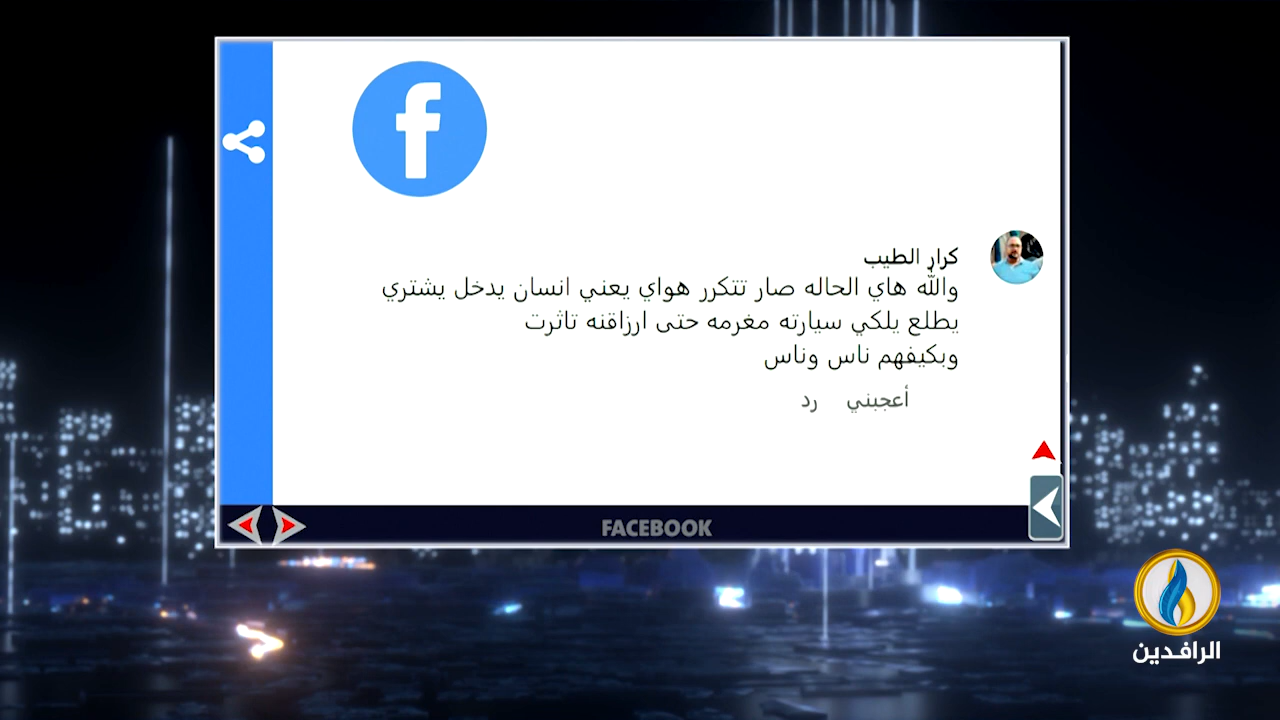 كرار الطيب
والله هاي الحاله صار تتكرر هواي يعني انسان يدخل يشتري
يطلع يلكي سيارته مغرمه حتى ارزاقنه تاثرت
وبكيفهم ناس وناس
أعجبني رد
FACEBOOK
الرافدين